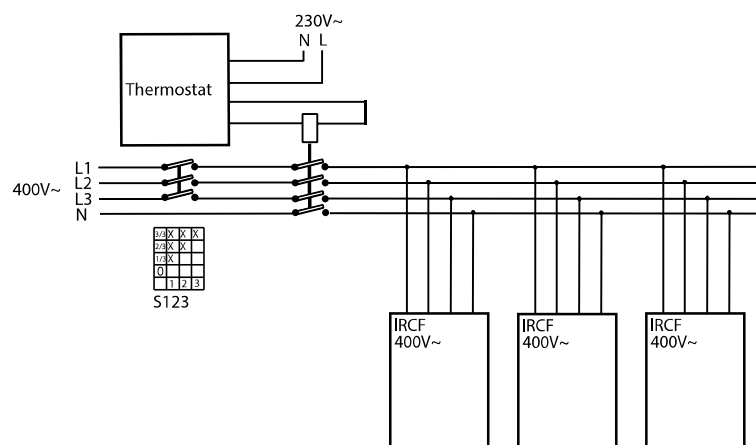 230V~
N L
Thermostat
L1
L2
L3
N
400V~
3/3 X X X
2/3 X X
1/3 X
0
1 2 3
S123
IRCF
400V~
IRCF
400V~
IRCF
400V~